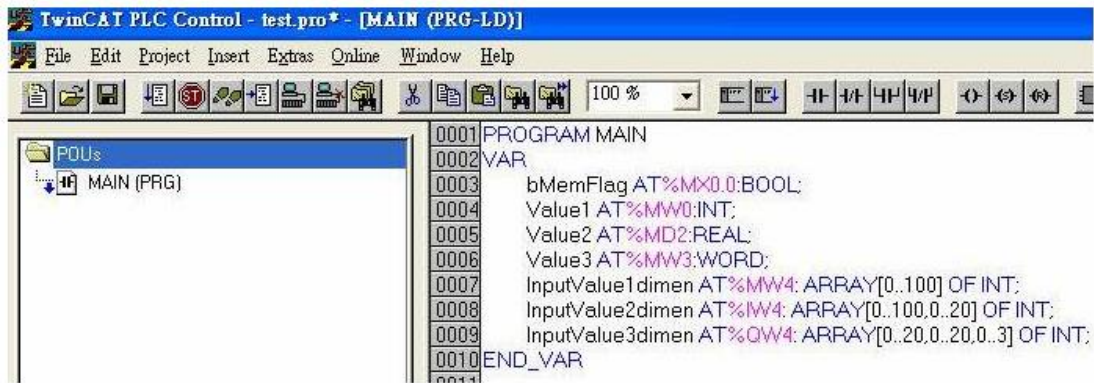 TwinCAT PLC Control - test.pro* - [MAIN (PRG-LD)]
File Edit Project Insert Extras Online Window Help
ST 100 % (S) (R)
POUs
MAIN (PRG)
0001 PROGRAM MAIN
0002 VAR
0003 bMemFlag AT%MX0.0:BOOL;
0004 Value1 AT%MW0:INT;
0005 Value2 AT%MD2:REAL;
0006 Value3 AT%MW3:WORD;
0007 InputValue1dimen AT%MW4: ARRAY[0..100] OF INT;
0008 InputValue2dimen AT%IW4: ARRAY[0..100,0..20] OF INT;
0009 InputValue3dimen AT%QW4: ARRAY[0..20,0..20,0..3] OF INT;
0010 END_VAR
0011